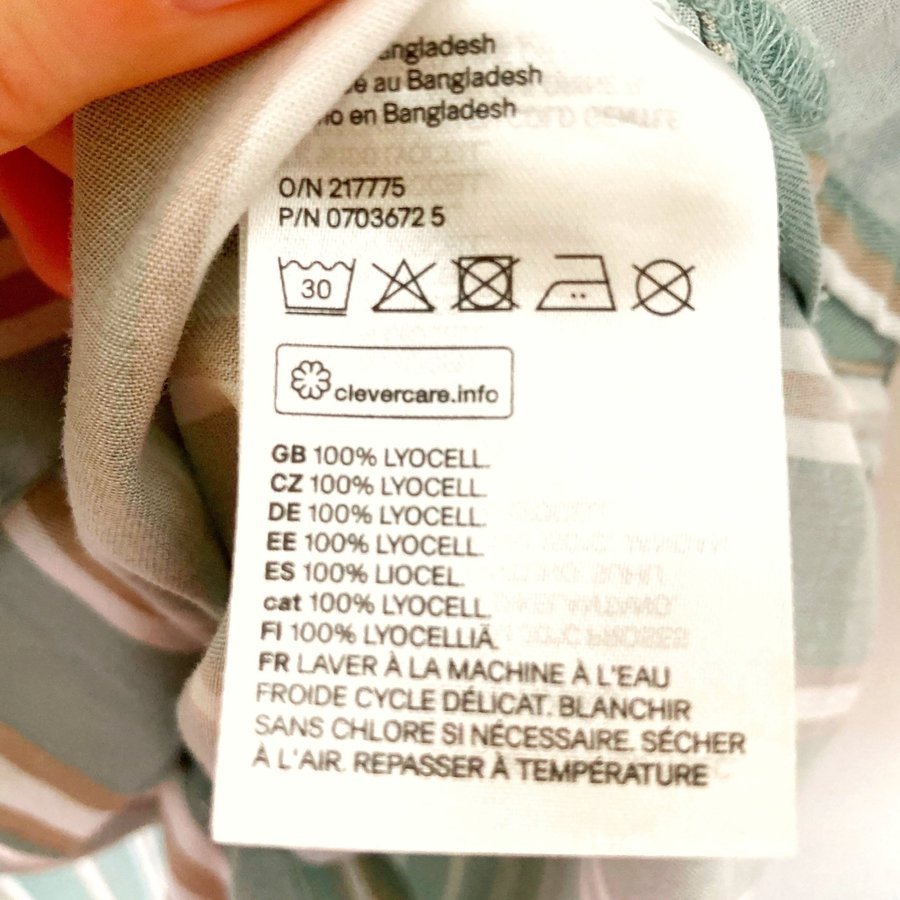 au Bangladesh
en Bangladesh
O/N 217775
P/N 0703672 5
30
clevercare.info
GB 100% LYOCELL.
CZ 100% LYOCELL.
DE 100% LYOCELL.
EE 100% LYOCELL.
ES 100% LIOCEL.
cat 100% LYOCELL.
FI 100% LYOCELLIÄ.
FR LAVER À LA MACHINE À L'EAU
FROIDE CYCLE DÉLICAT. BLANCHIR
SANS CHLORE SI NÉCESSAIRE. SÉCHER
À L'AIR. REPASSER À TEMPÉRATURE